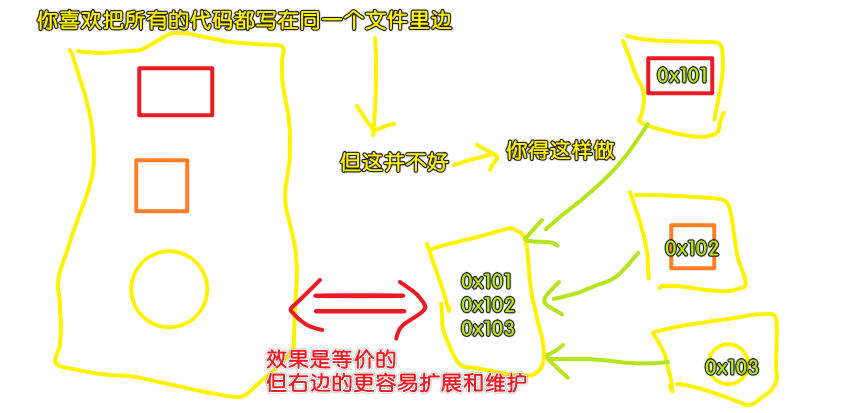 你喜欢把所有的代码都写在同一个文件里边
但这并不好
你得这样做
0x101
0x102
0x103
0x101
0x102
0x103
效果是等价的
但右边的更容易扩展和维护